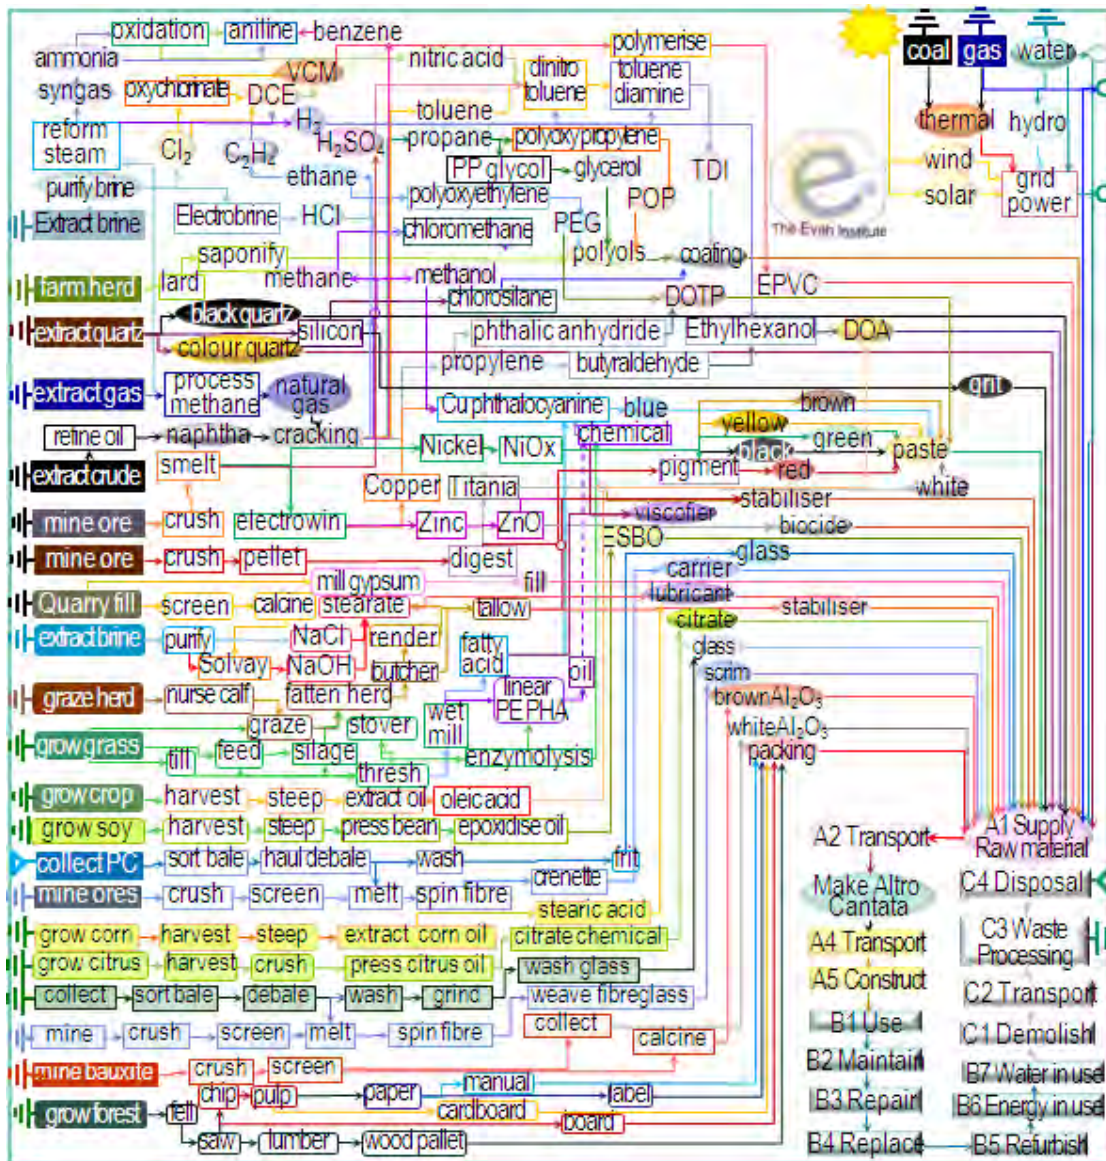 oxidation aniline benzene
ammonia nitric acid polymerise
VCM dinitro toluene toluene diamine
syngas oxychlorinate DCE
toluene
reform steam H₂ H₂SO₄ propane polyoxypropylene
Cl₂ C₂H₂ PP glycol glycerol TDI
purify brine ethane polyoxyethylene POP
Extract brine Electrobrine HCl chloromethane PEG
saponify polyols coating
farm herd lard methane methanol DOTP EPVC
black quartz chlorosilane
extract quartz silicon phthalic anhydride Ethylhexanol DOA
colour quartz propylene butyraldehyde
extract gas process methane natural gas grit
Cu phthalocyanine blue brown
refine oil naphtha cracking chemical yellow green
Nickel NiOx black paste
extract crude smelt pigment red
Copper Titania stabiliser white
mine ore crush electrowin Zinc ZnO viscofier biocide
ESBO glass
mine ore crush pellet digest carrier
mill gypsum fill lubricant
Quarry fill screen calcine stearate tallow stabiliser
NaCl render citrate
extract brine purify fatty acid glass
Solvay NaOH butcher oil scrim
graze herd nurse calf fatten herd linear PE PHA brown Al₂O₃
graze stover wet mill white Al₂O₃
grow grass feed silage enzymolysis packing
till thresh
grow crop harvest steep extract oil oleic acid
grow soy harvest steep press bean epoxidise oil
collect PC sort bale haul debale wash frit
mine ores crush screen melt spin fibre crenette
stearic acid
grow corn harvest steep extract corn oil
citrate chemical
grow citrus harvest crush press citrus oil
wash glass
collect sort bale debale wash grind
weave fibreglass
mine crush screen melt spin fibre collect
calcine
mine bauxite crush screen
chip pulp paper manual label
grow forest fell cardboard
board
saw lumber wood pallet
coal gas water
thermal hydro
wind
solar grid power
e
The Evah Institute
A1 Supply Raw material
A2 Transport
Make Altro Cantata
A4 Transport
A5 Construct
B1 Use
B2 Maintain
B3 Repair
B4 Replace
B5 Refurbish
B6 Energy in use
B7 Water in use
C1 Demolish
C2 Transport
C3 Waste Processing
C4 Disposal